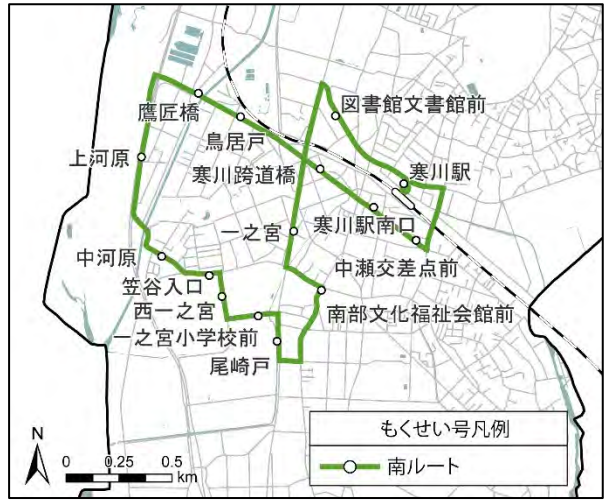 図書館文書館前
鷹匠橋
鳥居戸
上河原
寒川跨道橋
寒川駅
一之宮
寒川駅南口
中河原
中瀬交差点前
笠谷入口
西一之宮
南部文化福祉会館前
一之宮小学校前
尾崎戸
もくせい号凡例
南ルート
N
0 0.25 0.5
km